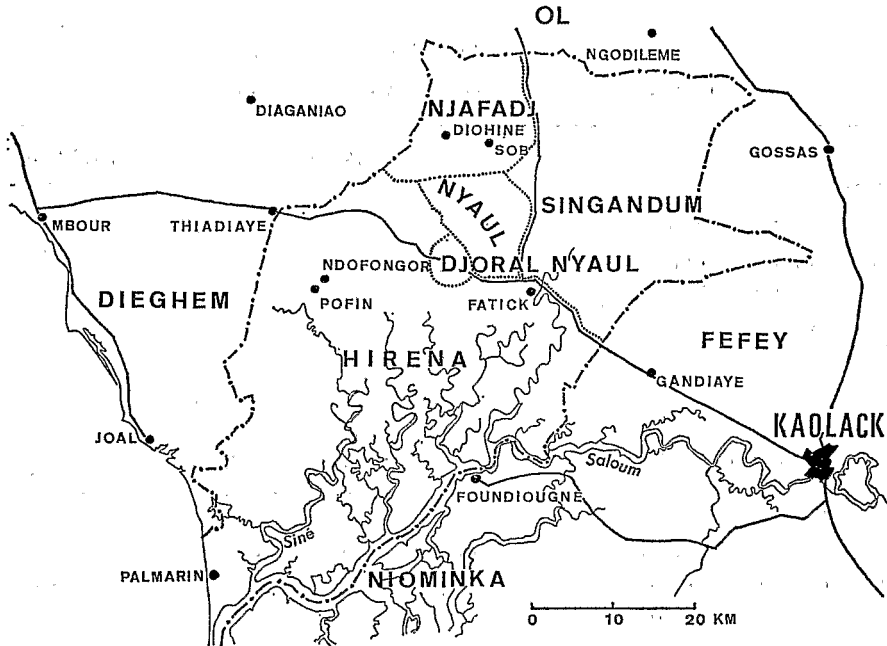 OL
NGODILEME
DIAGANIAO
NJAFADJ
DIOHINE
SOB
GOSSAS
NYAUL
SINGANDUM
MBOUR
THIADIAYE
NDOFONGOR
DJORAL NYAUL
DIEGHEM
POFIN
FATICK
FEFEY
HIRENA
GANDIAYE
KAOLACK
JOAL
Saloum
FOUNDIOUGNE
Siné
PALMARIN
NIOMINKA
0 10 20 KM